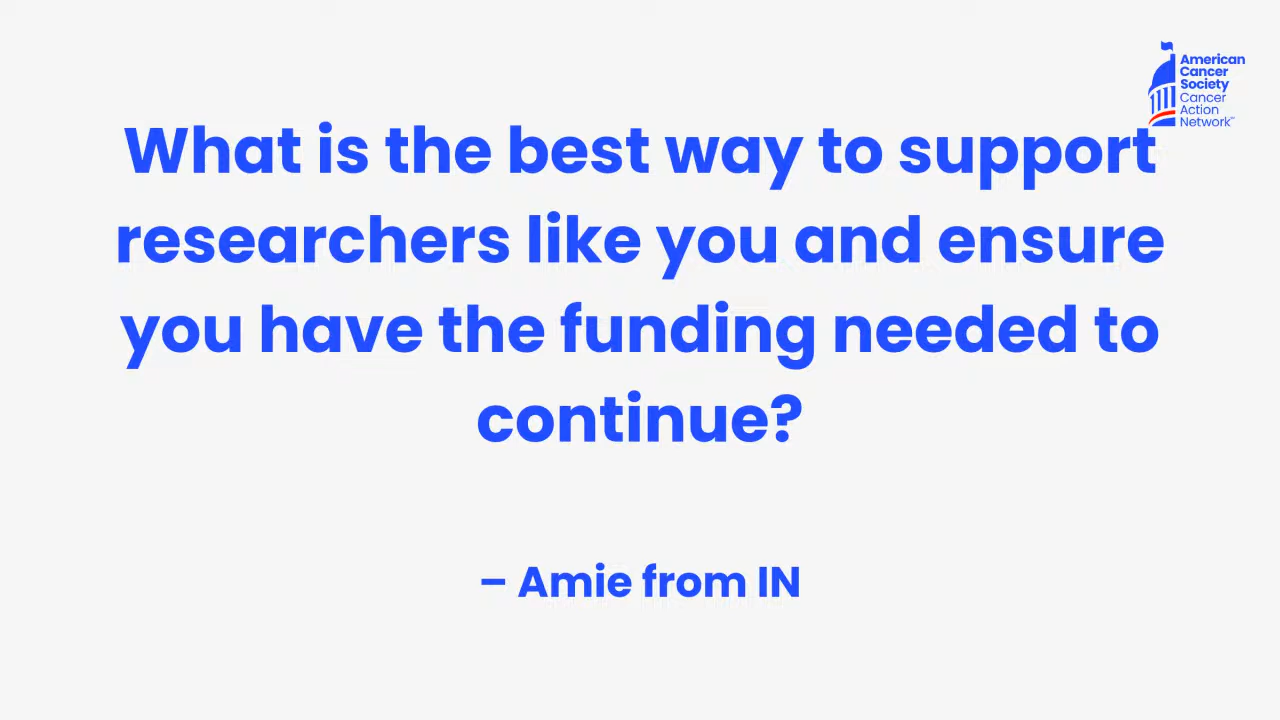 American
Cancer
Society
Cancer
Action
Network™
What is the best way to support
researchers like you and ensure
you have the funding needed to
continue?
– Amie from IN